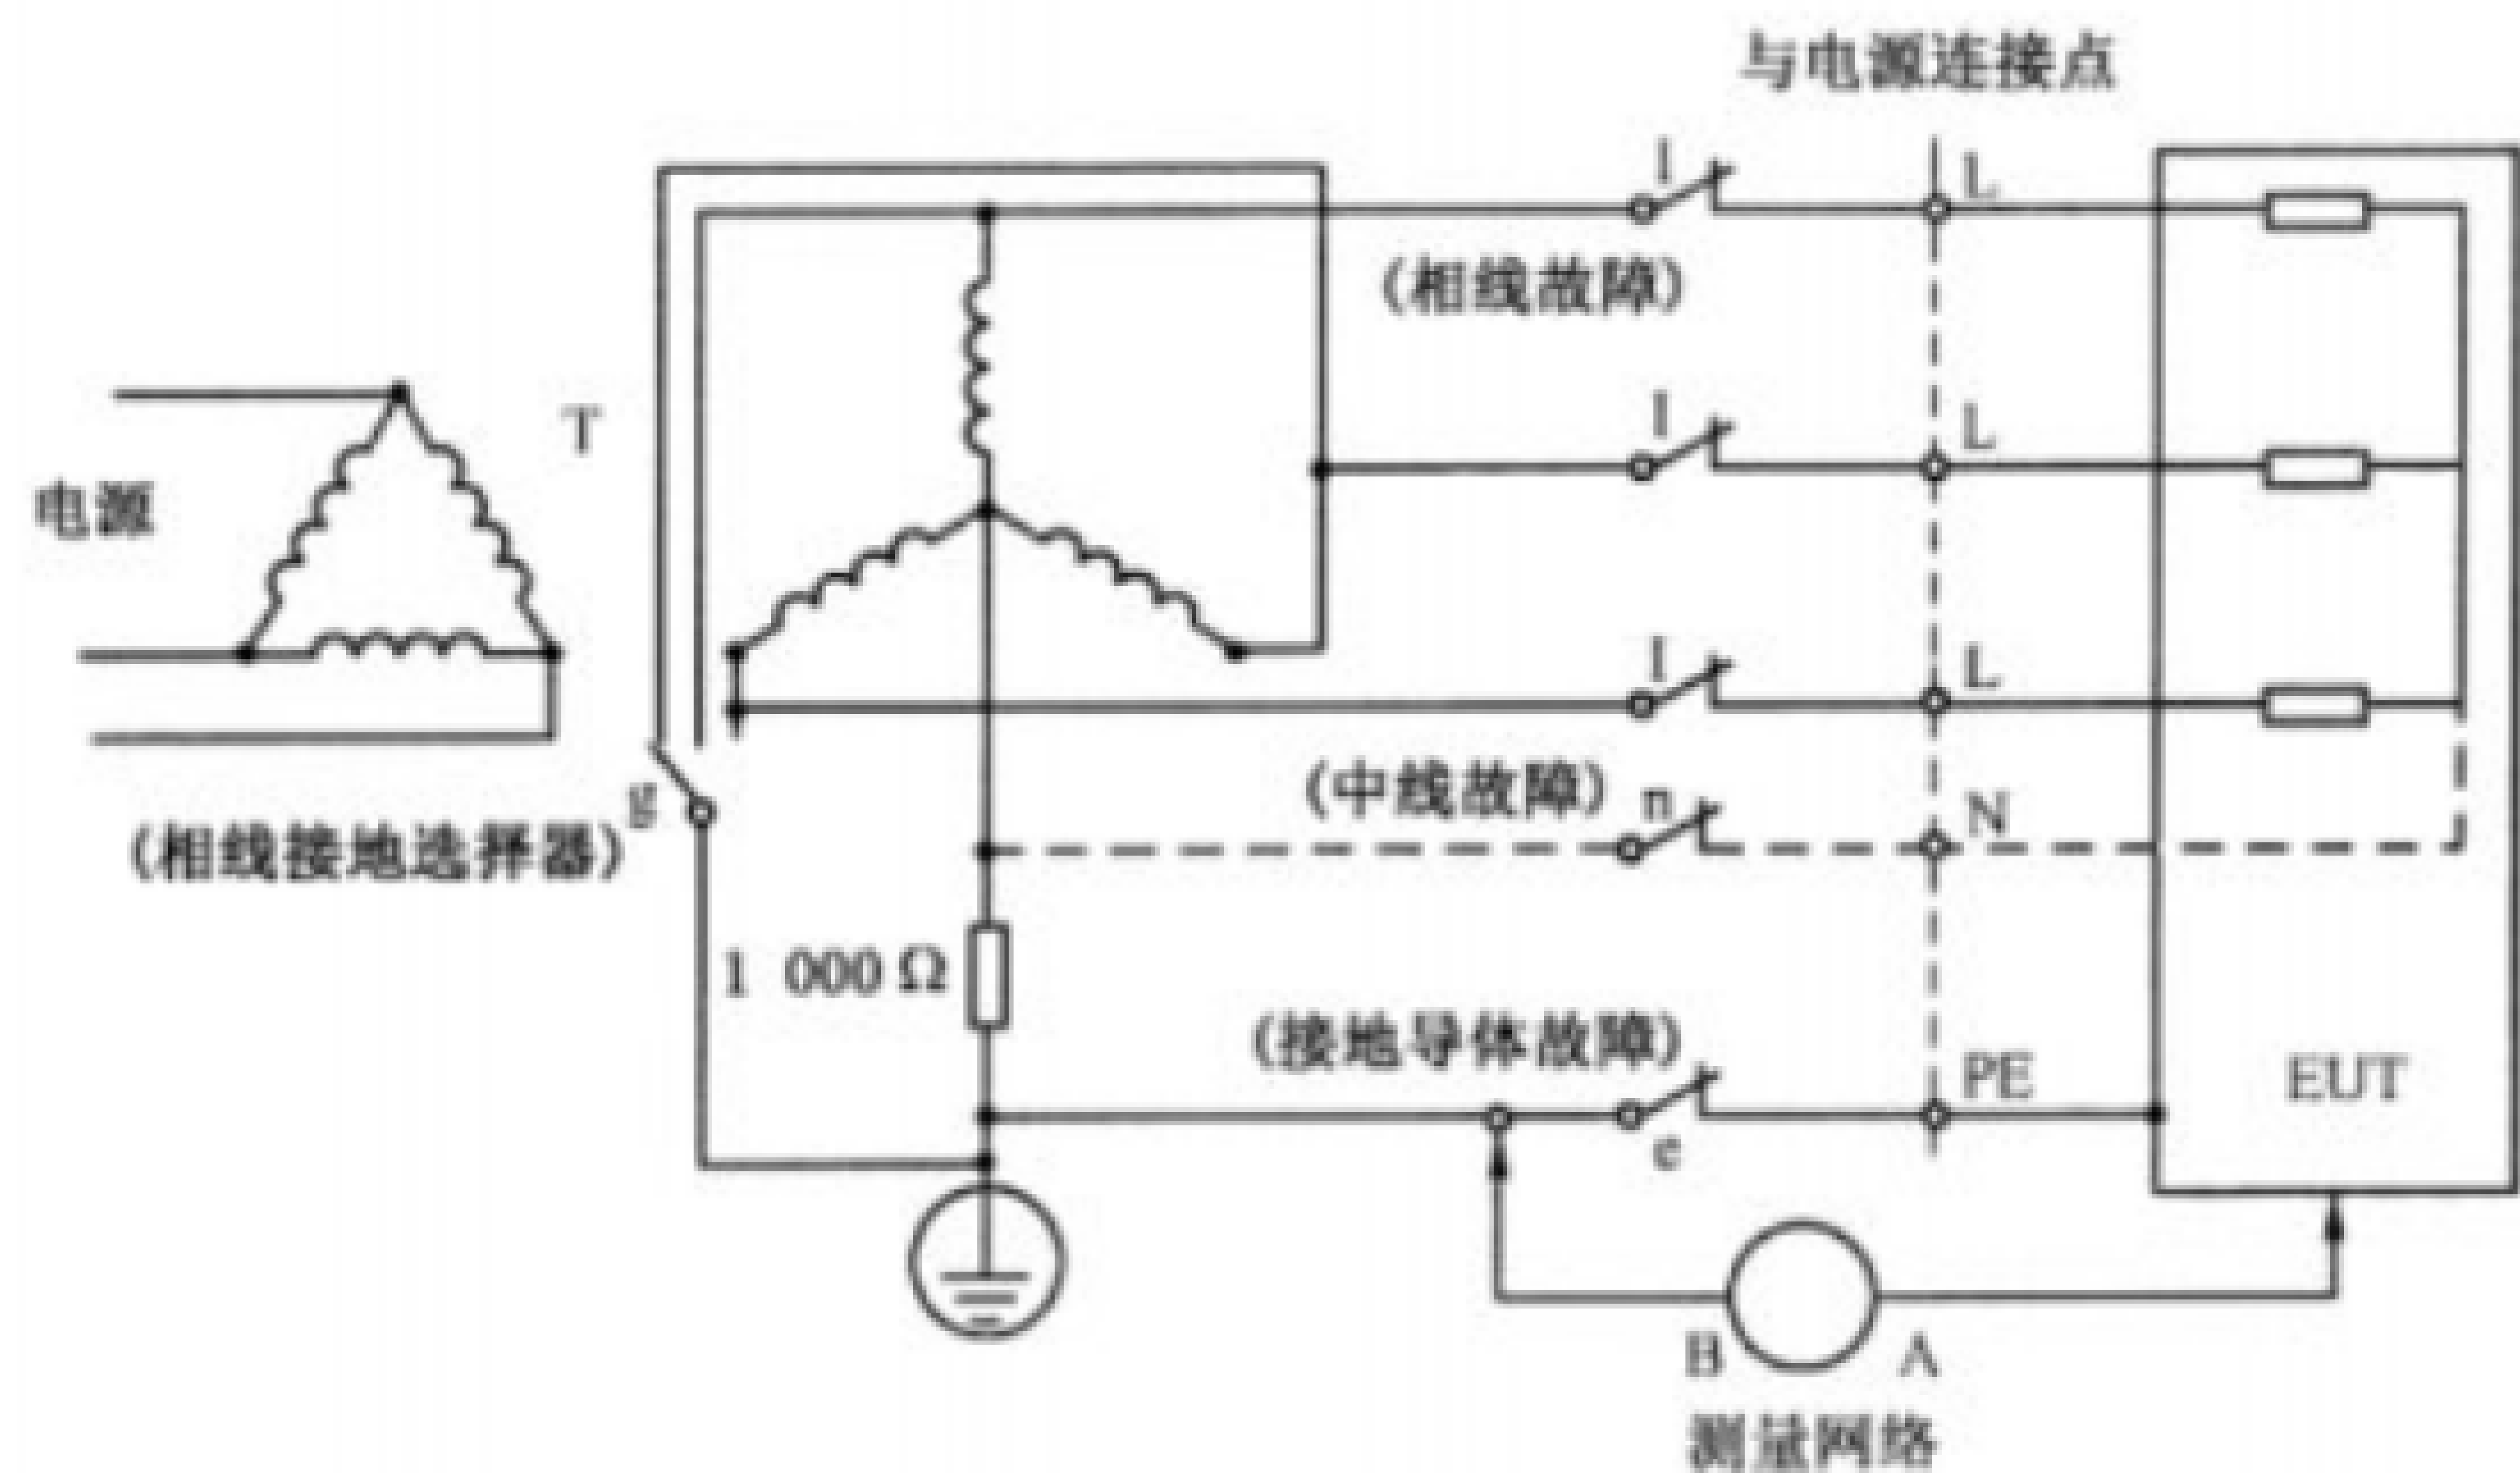 与电源连接点
l
L
(相线故障)
l
L
T
电源
l
L
(中线故障)
n
N
g
(相线接地选择器)
1 000 Ω
(接地导体故障)
PE
EUT
e
B
A
测量网络